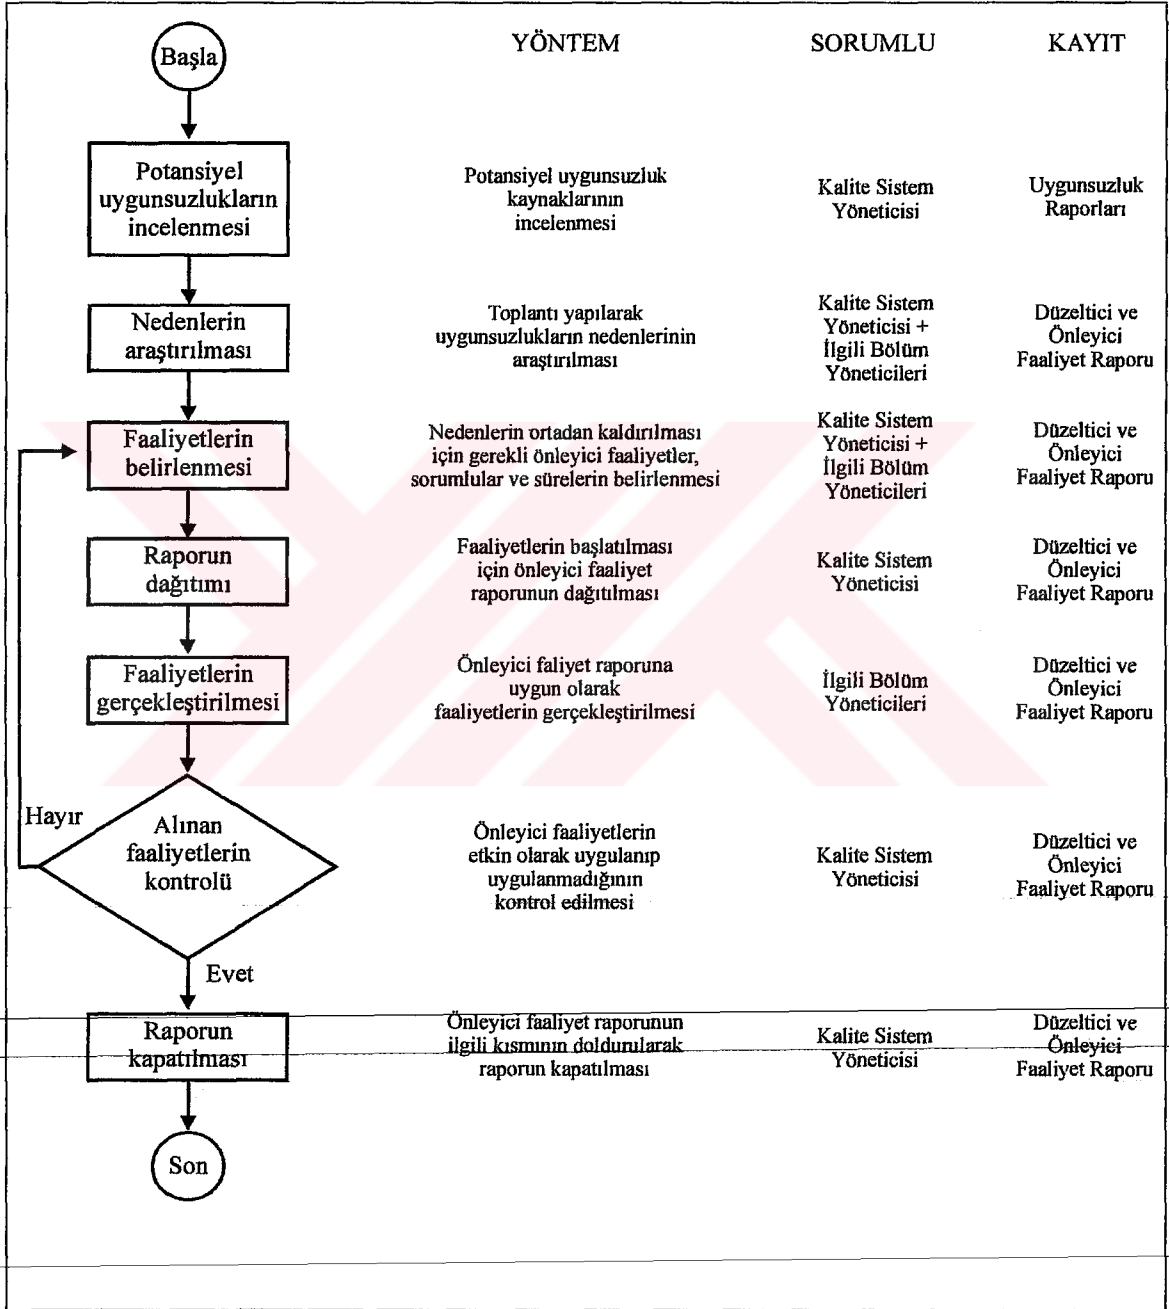 Başla
YÖNTEM
SORUMLU
KAYIT
Potansiyel
uygunsuzlukların
incelenmesi
Potansiyel uygunsuzluk
kaynaklarının
incelenmesi
Kalite Sistem
Yöneticisi
Uygunsuzluk
Raporları
Nedenlerin
araştırılması
Toplantı yapılarak
uygunsuzlukların nedenlerinin
araştırılması
Kalite Sistem
Yöneticisi +
İlgili Bölüm
Yöneticileri
Düzeltici ve
Önleyici
Faaliyet Raporu
Faaliyetlerin
belirlenmesi
Nedenlerin ortadan kaldırılması
için gerekli önleyici faaliyetler,
sorumlular ve sürelerin belirlenmesi
Kalite Sistem
Yöneticisi +
İlgili Bölüm
Yöneticileri
Düzeltici ve
Önleyici
Faaliyet Raporu
Raporun
dağıtımı
Faaliyetlerin başlatılması
için önleyici faaliyet
raporunun dağıtılması
Kalite Sistem
Yöneticisi
Düzeltici ve
Önleyici
Faaliyet Raporu
Faaliyetlerin
gerçekleştirilmesi
Önleyici faliyet raporuna
uygun olarak
faaliyetlerin gerçekleştirilmesi
İlgili Bölüm
Yöneticileri
Düzeltici ve
Önleyici
Faaliyet Raporu
Hayır
Alınan
faaliyetlerin
kontrolü
Önleyici faaliyetlerin
etkin olarak uygulanıp
uygulanmadığının
kontrol edilmesi
Kalite Sistem
Yöneticisi
Düzeltici ve
Önleyici
Faaliyet Raporu
Evet
Raporun
kapatılması
Önleyici faaliyet raporunun
ilgili kısmının doldurularak
raporun kapatılması
Kalite Sistem
Yöneticisi
Düzeltici ve
Önleyici
Faaliyet Raporu
Son